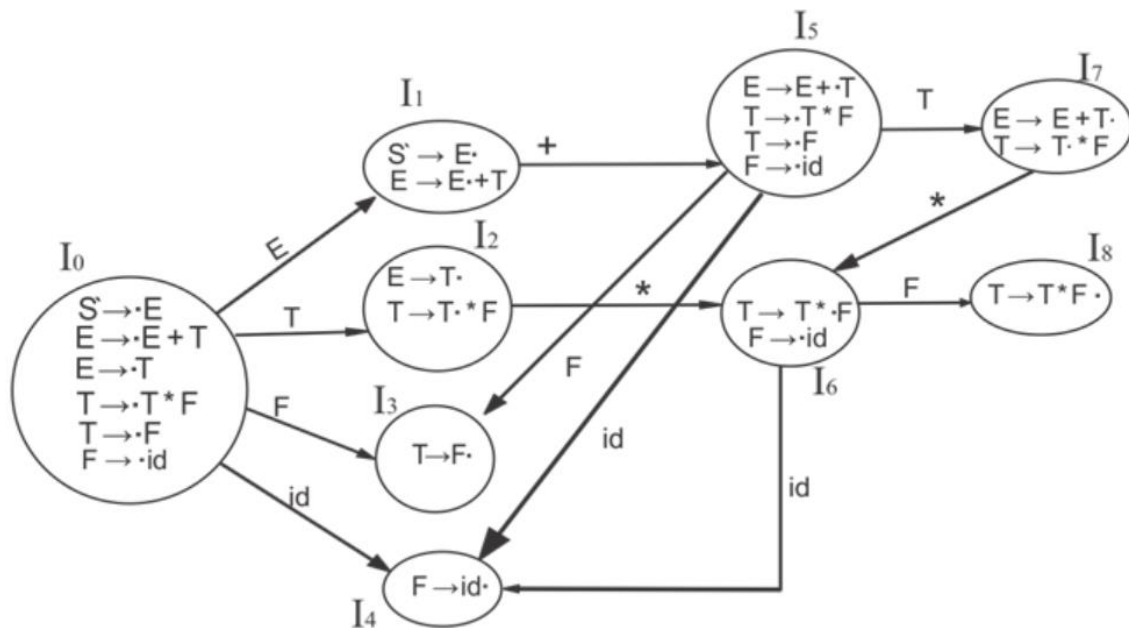 I0
S` → ·E
E → ·E + T
E → ·T
T → ·T * F
T → ·F
F → ·id
E
T
F
id
I1
S` → E·
E → E· + T
+
I2
E → T·
T → T· * F
*
I3
T → F·
I4
F → id·
I5
E → E + ·T
T → ·T * F
T → ·F
F → ·id
T
F
id
I7
E → E + T·
T → T· * F
*
T → T* ·F
F → ·id
I6
F
id
I8
T → T * F ·